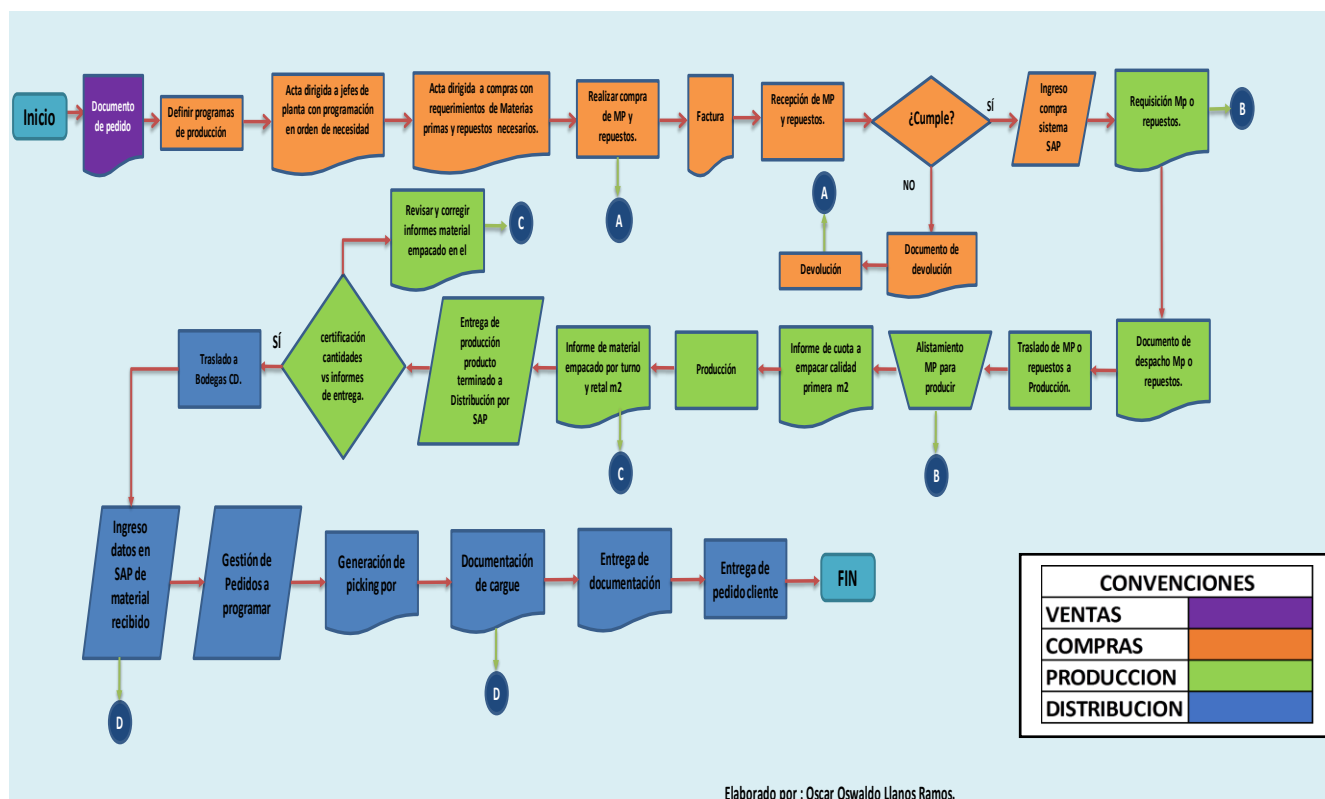 Inicio
Documento
de pedido
Definir programas
de producción
Acta dirigida a jefes de
planta con programación
en orden de necesidad
Acta dirigida a compras con
requerimientos de Materias
primas y repuestos necesarios.
Realizar compra
de MP y
repuestos.
Factura
Recepción de MP
y repuestos.
¿Cumple?
SÍ
Ingreso
compra
sistema
SAP
Requisición Mp o
repuestos.
B
NO
A
A
Documento de
devolución
Devolución
Revisar y corregir
informes material
empacado en el
C
SÍ
Traslado a
Bodegas CD.
certificación
cantidades
vs informes
de entrega.
Entrega de
producción
producto
terminado a
Distribución por
SAP
Informe de material
empacado por turno
y retal m2
Producción
Informe de cuota a
empacar calidad
primera m2
Alistamiento
MP para
producir
Traslado de MP o
repuestos a
Producción.
Documento de
despacho Mp o
repuestos.
C
B
Ingreso
datos en
SAP de
material
recibido
Gestión de
Pedidos a
programar
Generación de
picking por
Documentación
de cargue
Entrega de
documentación
Entrega de
pedido cliente
FIN
D
D
CONVENCIONES
VENTAS
COMPRAS
PRODUCCION
DISTRIBUCION
Elaborado por : Oscar Oswaldo Llanos Ramos.